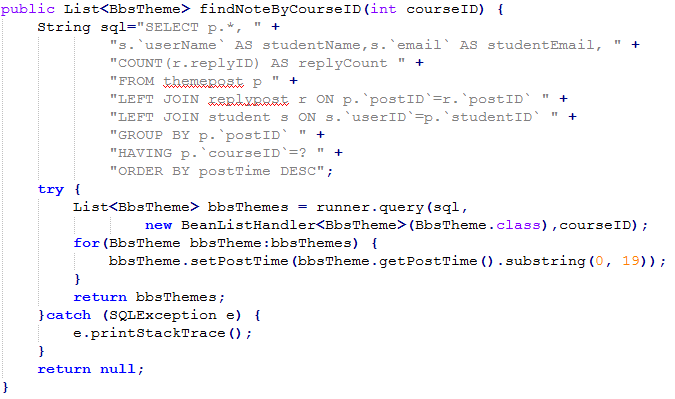 public List<BbsTheme> findNoteByCourseID(int courseID) {
    String sql="SELECT p.*, " +
            "s.`userName` AS studentName,s.`email` AS studentEmail, " +
            "COUNT(r.replyID) AS replyCount " +
            "FROM themepost p " +
            "LEFT JOIN replypost r ON p.`postID`=r.`postID` " +
            "LEFT JOIN student s ON s.`userID`=p.`studentID` " +
            "GROUP BY p.`postID` " +
            "HAVING p.`courseID`=? " +
            "ORDER BY postTime DESC";
    try {
        List<BbsTheme> bbsThemes = runner.query(sql,
                new BeanListHandler<BbsTheme>(BbsTheme.class),courseID);
        for(BbsTheme bbsTheme:bbsThemes) {
            bbsTheme.setPostTime(bbsTheme.getPostTime().substring(0, 19));
        }
        return bbsThemes;
    }catch (SQLException e) {
        e.printStackTrace();
    }
    return null;
}